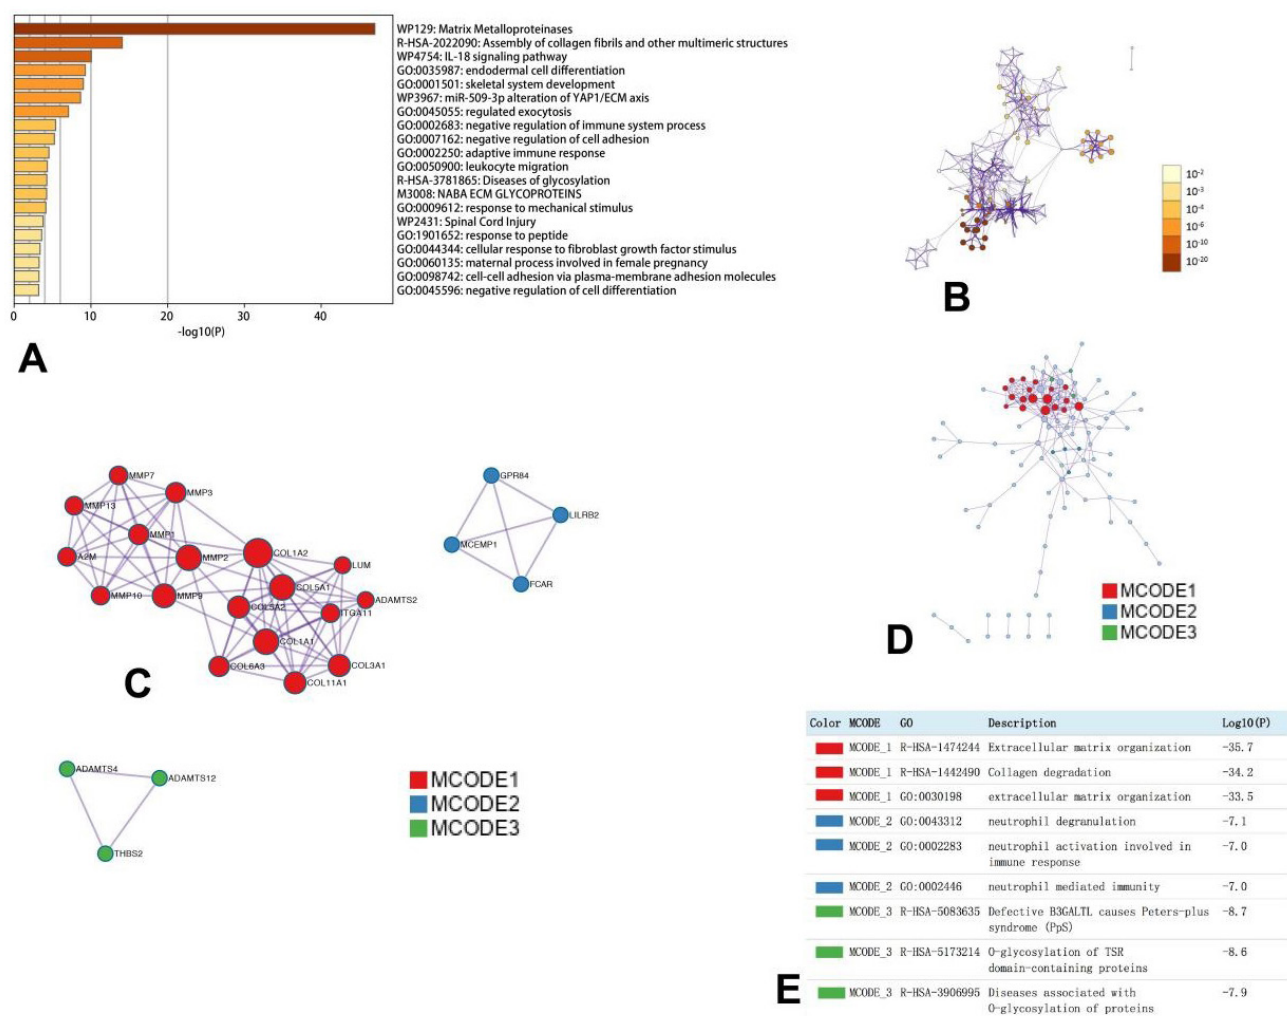 WP129: Matrix Metalloproteinases
R-HSA-2022090: Assembly of collagen fibrils and other multimeric structures
WP4754: IL-18 signaling pathway
GO:0035987: endodermal cell differentiation
GO:0001501: skeletal system development
WP3967: miR-509-3p alteration of YAP1/ECM axis
GO:0045055: regulated exocytosis
GO:0002683: negative regulation of immune system process
GO:0007162: negative regulation of cell adhesion
GO:0002250: adaptive immune response
GO:0050900: leukocyte migration
R-HSA-3781865: Diseases of glycosylation
M3008: NABA ECM GLYCOPROTEINS
GO:0009612: response to mechanical stimulus
WP2431: Spinal Cord Injury
GO:1901652: response to peptide
GO:0044344: cellular response to fibroblast growth factor stimulus
GO:0060135: maternal process involved in female pregnancy
GO:0098742: cell-cell adhesion via plasma-membrane adhesion molecules
GO:0045596: negative regulation of cell differentiation
0 10 20 30 40
-log10(P)
A
10-2
10-3
10-4
10-6
10-10
10-20
B
MMP7
MMP3
MMP13
MMP1
A2M
MMP2
MMP10
MMP9
COL1A2
LUM
COL5A1
ADAMTS2
COL5A2
ITGA11
COL1A1
COL6A3
COL3A1
COL11A1
GPR84
LILRB2
MCEMP1
FCAR
C
ADAMTS4
ADAMTS12
THBS2
MCODE1
MCODE2
MCODE3
MCODE1
MCODE2
MCODE3
D
Color MCODE GO Description Log10(P)
MCODE_1 R-HSA-1474244 Extracellular matrix organization -35.7
MCODE_1 R-HSA-1442490 Collagen degradation -34.2
MCODE_1 GO:0030198 extracellular matrix organization -33.5
MCODE_2 GO:0043312 neutrophil degranulation -7.1
MCODE_2 GO:0002283 neutrophil activation involved in -7.0
immune response
MCODE_2 GO:0002446 neutrophil mediated immunity -7.0
MCODE_3 R-HSA-5083635 Defective B3GALTL causes Peters-plus -8.7
syndrome (PpS)
MCODE_3 R-HSA-5173214 O-glycosylation of TSR -8.6
domain-containing proteins
MCODE_3 R-HSA-3906995 Diseases associated with -7.9
O-glycosylation of proteins
E